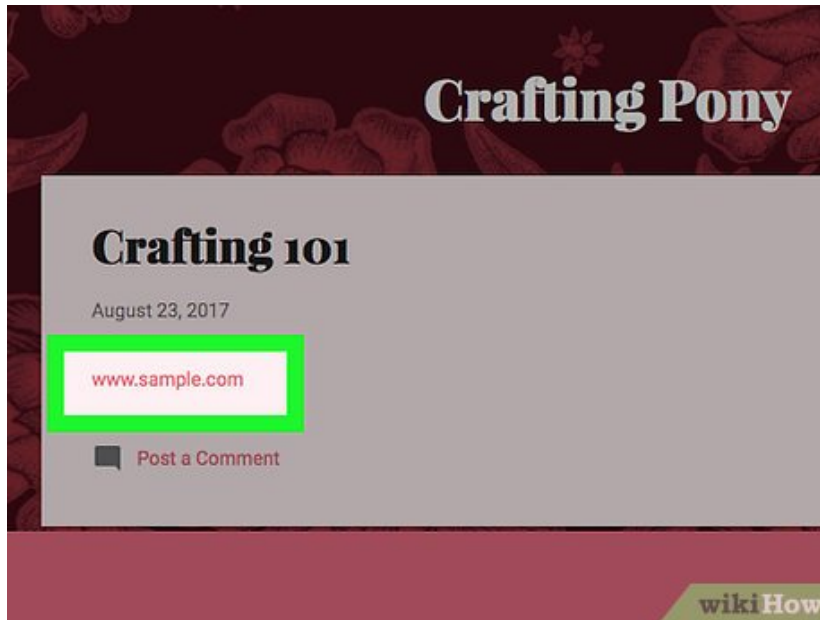 Crafting Pony
Crafting 101
August 23, 2017
www.sample.com
Post a Comment
wikiHow